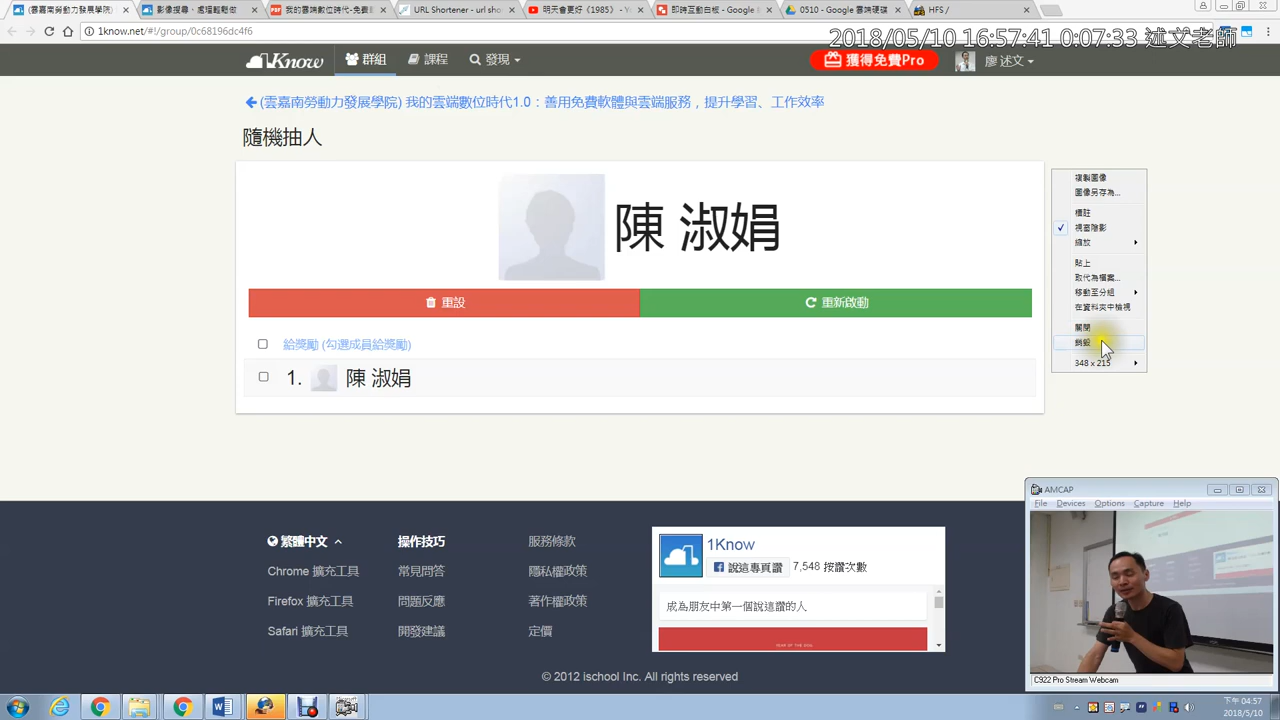 (雲嘉南勞動力發展學院)
影像搜尋、處理輕鬆做
我的雲端數位時代-免費
URL Shortener - url sho
明天會更好（1985） - 
即時互動白板 - Google
0510 - Google 雲端硬碟
HFS /
1know.net/#!/group/0c68196dc4f6
2018/05/10 16:57:41 0:07:33 述文老師
1Know
群組
課程
發現
獲得免費Pro
廖 述文
(雲嘉南勞動力發展學院) 我的雲端數位時代1.0：善用免費軟體與雲端服務，提升學習、工作效率
隨機抽人
陳 淑娟
重設
重新啟動
給獎勵 (勾選成員給獎勵)
1. 陳 淑娟
複製圖像
圖像另存為...
標註
視窗陰影
縮放
貼上
取代為檔案...
移動至分組
在資料夾中檢視
關閉
銷毀
348 x 215
AMCAP
File Devices Options Capture Help
C922 Pro Stream Webcam
繁體中文
Chrome 擴充工具
Firefox 擴充工具
Safari 擴充工具
操作技巧
常見問答
問題反應
開發建議
服務條款
隱私權政策
著作權政策
定價
1Know
說這專頁讚
7,548 按讚次數
成為朋友中第一個說這讚的人
© 2012 ischool Inc. All rights reserved
下午 04:57
2018/5/10